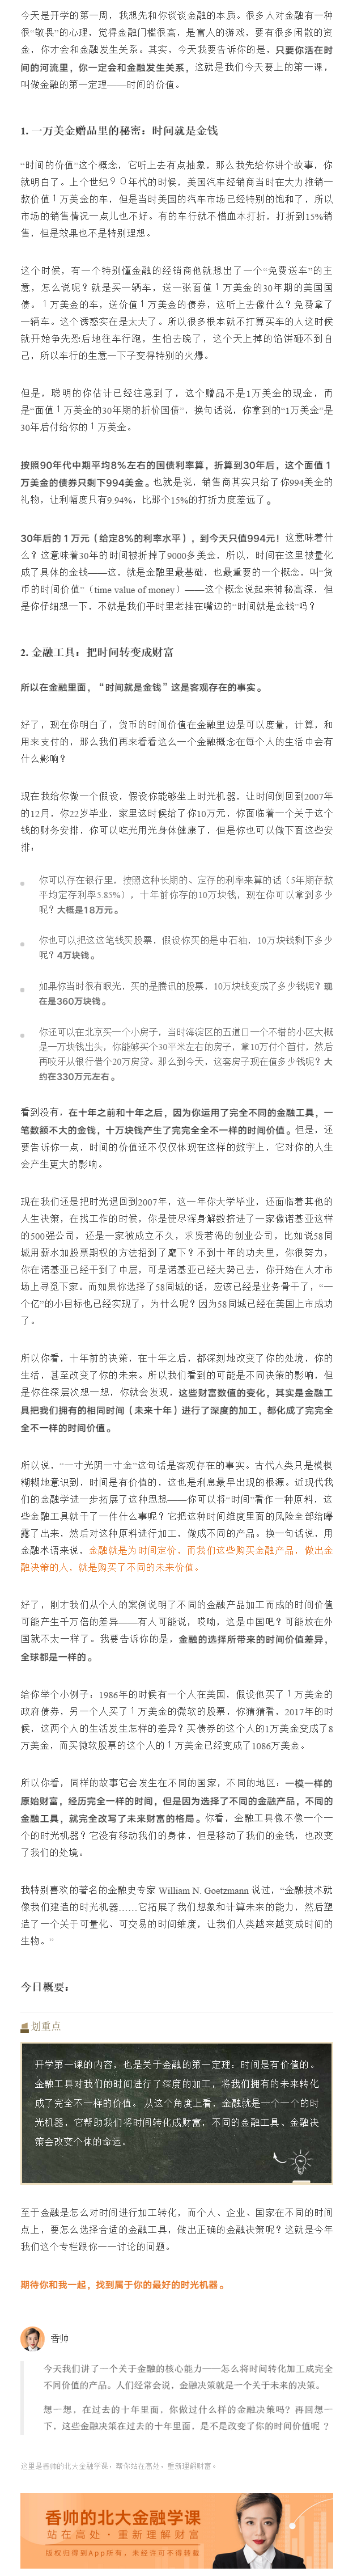 今天是开学的第一周，我想先和你谈谈金融的本质。很多人对金融有一种
很“敬畏”的心理，觉得金融门槛很高，是富人的游戏，要有很多闲散的资
金，你才会和金融发生关系。其实，今天我要告诉你的是，只要你活在时
间的河流里，你一定会和金融发生关系，这就是我们今天要上的第一课，
叫做金融的第一定理——时间的价值。
1. 一万美金赠品里的秘密：时间就是金钱
“时间的价值”这个概念，它听上去有点抽象，那么我先给你讲个故事，你
就明白了。上个世纪９０年代的时候，美国汽车经销商当时在大力推销一
款价值１万美金的车，但是当时美国的汽车市场已经特别的饱和了，所以
市场的销售情况一点儿也不好。有的车行就不惜血本打折，打折到15%销
售，但是效果也不是特别理想。
这个时候，有一个特别懂金融的经销商他就想出了一个“免费送车”的主
意，怎么说呢？就是买一辆车，送一张面值１万美金的30年期的美国国
债。１万美金的车，送价值１万美金的债券，这听上去像什么？免费拿了
一辆车。这个诱惑实在是太大了。所以很多根本就不打算买车的人这时候
就开始争先恐后地往车行跑，生怕去晚了，这个天上掉的馅饼砸不到自
己，所以车行的生意一下子变得特别的火爆。
但是，聪明的你估计已经注意到了，这个赠品不是1万美金的现金，而
是“面值１万美金的30年期的折价国债”，换句话说，你拿到的“1万美金”是
30年后付给你的１万美金。
按照90年代中期平均8%左右的国债利率算，折算到30年后，这个面值１
万美金的债券只剩下994美金。也就是说，销售商其实只给了你994美金的
礼物，让利幅度只有9.94%，比那个15%的打折力度差远了。
30年后的１万元（给定8%的利率水平），到今天只值994元！这意味着什
么？这意味着30年的时间被折掉了9000多美金，所以，时间在这里被量化
成了具体的金钱——这，就是金融里最基础，也最重要的一个概念，叫“货
币的时间价值”（time value of money）——这个概念说起来神秘高深，但
是你仔细想一下，不就是我们平时里老挂在嘴边的“时间就是金钱”吗？
2. 金融工具：把时间转变成财富
所以在金融里面，“时间就是金钱”这是客观存在的事实。
好了，现在你明白了，货币的时间价值在金融里边是可以度量，计算，和
用来支付的，那么我们再来看看这么一个金融概念在每个人的生活中会有
什么影响？
现在我给你做一个假设，假设你能够坐上时光机器，让时间倒回到2007年
的12月，你22岁毕业，家里这时候给了你10万元，你面临着一个关于这个
钱的财务安排，你可以吃光用光身体健康了，但是你也可以做下面这些安
排：
你可以存在银行里，按照这种长期的、定存的利率来算的话（5年期存款
平均定存利率5.85%），十年前你存的10万块钱，现在你可以拿到多少
呢？大概是18万元。
你也可以把这这笔钱买股票，假设你买的是中石油，10万块钱剩下多少
呢？4万块钱。
如果你当时很有眼光，买的是腾讯的股票，10万块钱变成了多少钱呢？现
在是360万块钱。
你还可以在北京买一个小房子，当时海淀区的五道口一个不错的小区大概
是一万块钱出头，你能够买个30平米左右的房子，拿10万付个首付，然后
再咬牙从银行借个20万房贷。那么到今天，这套房子现在值多少钱呢？大
约在330万元左右。
看到没有，在十年之前和十年之后，因为你运用了完全不同的金融工具，一
笔数额不大的金钱，十万块钱产生了完完全全不一样的时间价值。但是，还
要告诉你一点，时间的价值还不仅仅体现在这样的数字上，它对你的人生
会产生更大的影响。
现在我们还是把时光退回到2007年，这一年你大学毕业，还面临着其他的
人生决策，在找工作的时候，你是使尽浑身解数挤进了一家像诺基亚这样
的500强公司，还是一家被成立不久，求贤若渴的创业公司，比如说58同
城用薪水加股票期权的方法招到了麾下？不到十年的功夫里，你很努力，
你在诺基亚已经干到了中层，可是诺基亚已经大势已去，你开始在人才市
场上寻觅下家。而如果你选择了58同城的话，应该已经是业务骨干了，“一
个亿”的小目标也已经实现了，为什么呢？因为58同城已经在美国上市成功
了。
所以你看，十年前的决策，在十年之后，都深刻地改变了你的处境，你的
生活，甚至改变了你的未来。所以我们看到的可能是不同决策的影响，但
是你在深层次想一想，你就会发现，这些财富数值的变化，其实是金融工
具把我们拥有的相同时间（未来十年）进行了深度的加工，都化成了完完全
全不一样的时间价值。
所以说，“一寸光阴一寸金”这句话是客观存在的事实。古代人类只是模模
糊糊地意识到，时间是有价值的，这也是利息最早出现的根源。近现代我
们的金融学进一步拓展了这种思想——你可以将“时间”看作一种原料，这
些金融工具就干了一件什么事呢？它把这种时间维度里面的风险全部给曝
露了出来，然后对这种原料进行加工，做成不同的产品。换一句话说，用
金融术语来说，金融就是为时间定价，而我们这些购买金融产品，做出金
融决策的人，就是购买了不同的未来价值。
好了，刚才我们从个人的案例说明了不同的金融产品加工而成的时间价值
可能产生千万倍的差异——有人可能说，哎呦，这是中国吧？可能放在外
国就不太一样了。我要告诉你的是，金融的选择所带来的时间价值差异，
全球都是一样的。
给你举个小例子：1986年的时候有一个人在美国，假设他买了１万美金的
政府债券，另一个人买了１万美金的微软的股票，你猜猜看，2017年的时
候，这两个人的生活发生怎样的差异？买债券的这个人的1万美金变成了8
万美金，而买微软股票的这个人的１万美金已经变成了1086万美金。
所以你看，同样的故事它会发生在不同的国家，不同的地区：一模一样的
原始财富，经历完全一样的时间，但是因为选择了不同的金融产品，不同的
金融工具，就完全改写了未来财富的格局。你看，金融工具像不像一个一
个的时光机器？它没有移动我们的身体，但是移动了我们的金钱，也改变
了我们的处境。
我特别喜欢的著名的金融史专家 William N. Goetzmann 说过，“金融技术就
像我们建造的时光机器……它拓展了我们想象和计算未来的能力，然后塑
造了一个关于可量化、可交易的时间维度，让我们人类越来越变成时间的
生物。”
今日概要：
划重点
开学第一课的内容，也是关于金融的第一定理：时间是有价值的。
金融工具对我们的时间进行了深度的加工，将我们拥有的未来转化
成了完全不一样的价值。 从这个角度上看，金融就是一个一个的时
光机器，它帮助我们将时间转化成财富，不同的金融工具、金融决
策会改变个体的命运。
至于金融是怎么对时间进行加工转化，而个人、企业、国家在不同的时间
点上，要怎么选择合适的金融工具，做出正确的金融决策呢？这就是今年
我们这个专栏跟你一一讨论的问题。
期待你和我一起，找到属于你的最好的时光机器。
香帅
今天我们讲了一个关于金融的核心能力——怎么将时间转化加工成完全
不同价值的产品。人们经常会说，金融决策就是一个关于未来的决策。
想一想，在过去的十年里面，你做过什么样的金融决策吗？再回想一
下，这些金融决策在过去的十年里面，是不是改变了你的时间价值呢 ？
这里是香帅的北大金融学课，帮你站在高处，重新理解财富。
香帅的北大金融学课
站在高处·重新理解财富
版权归得到App所有，未经许可不得转载